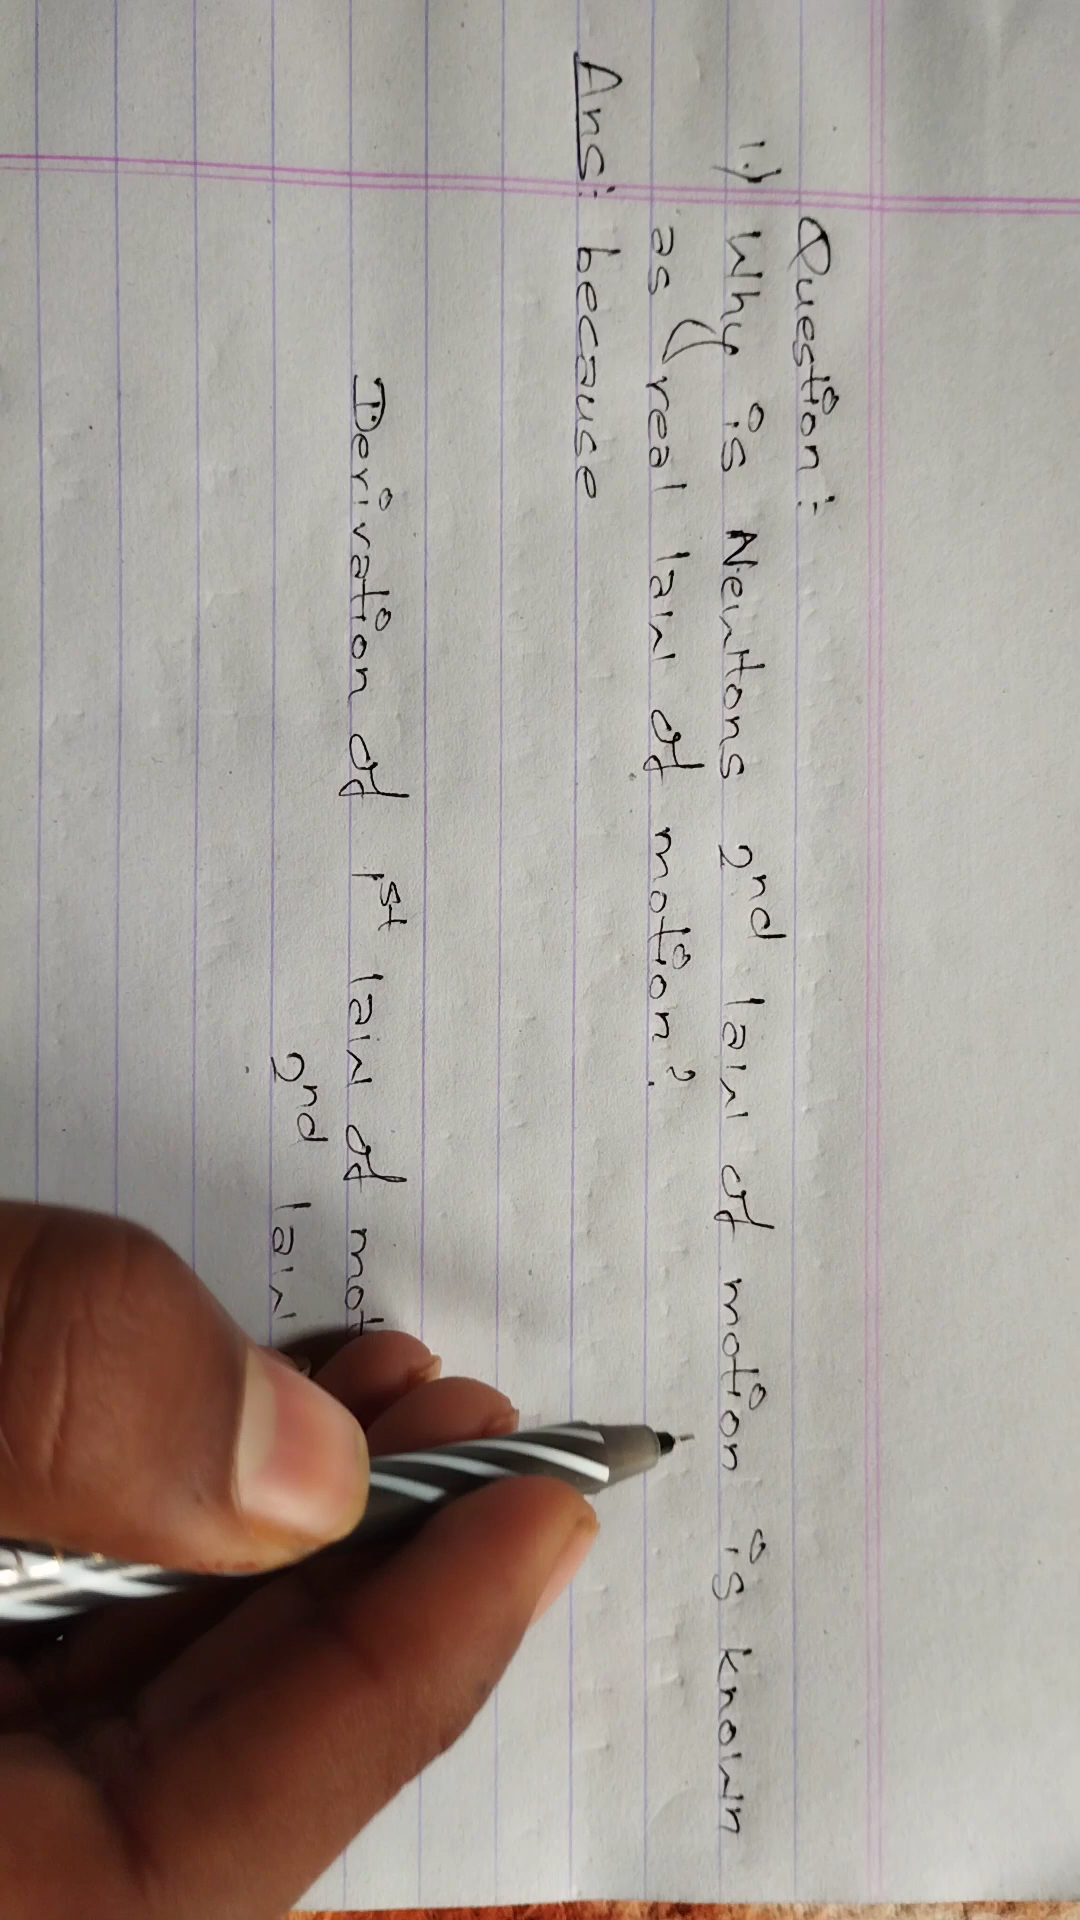 Question:
1.) Why is Newtons 2nd law of motion is known
as (real law of motion?
Ans: because
Derivation of 1st law of mot
2nd law